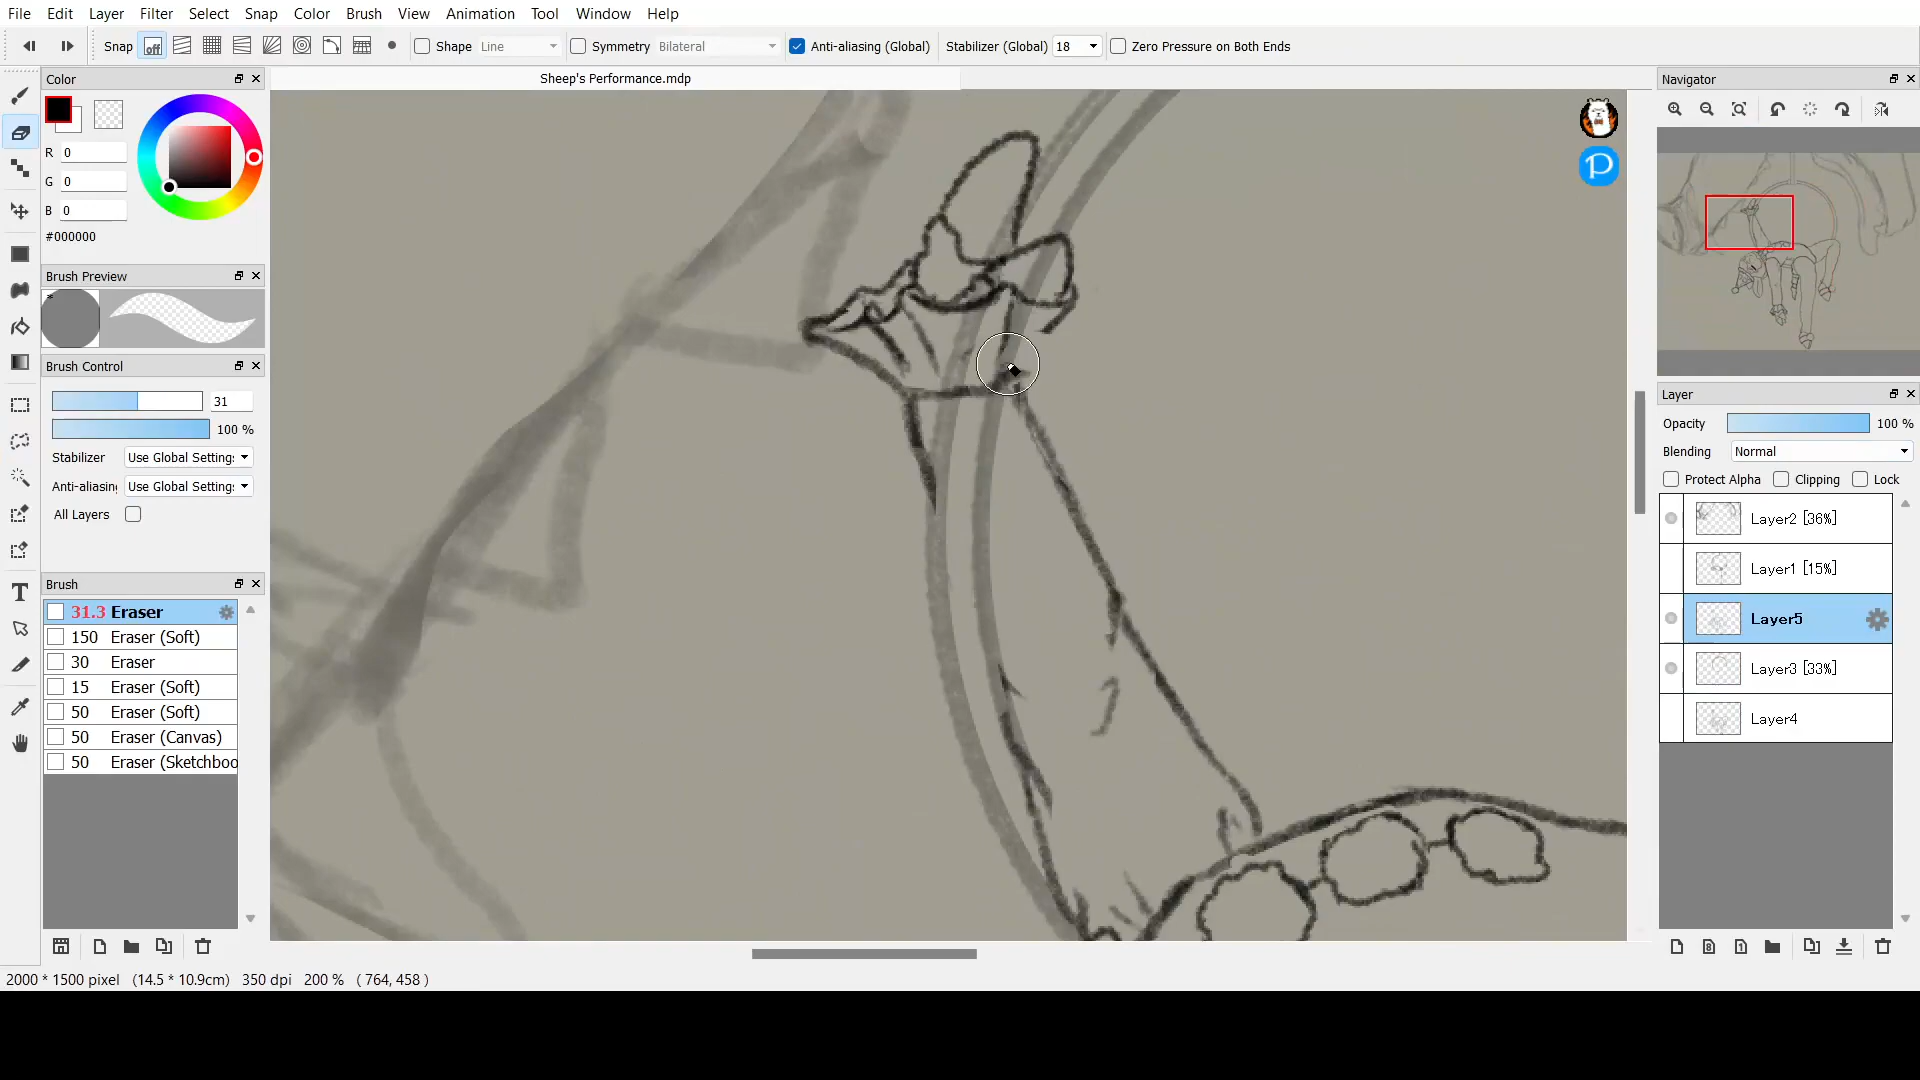 File Edit Layer Filter Select Snap Color Brush View Animation Tool Window Help
Snap off Shape Line Symmetry Bilateral Anti-aliasing (Global) Stabilizer (Global) 18 Zero Pressure on Both Ends
Color
R 0
G 0
B 0
#000000
Brush Preview
Brush Control
31
100 %
Stabilizer Use Global Setting:
Anti-aliasing Use Global Setting:
All Layers
Brush
31.3 Eraser
150 Eraser (Soft)
30 Eraser
15 Eraser (Soft)
50 Eraser (Soft)
50 Eraser (Canvas)
50 Eraser (Sketchboo
Sheep's Performance.mdp
P
Navigator
Layer
Opacity 100 %
Blending Normal
Protect Alpha Clipping Lock
Layer2 [36%]
Layer1 [15%]
Layer5
Layer3 [33%]
Layer4
2000 * 1500 pixel (14.5 * 10.9cm) 350 dpi 200 % ( 764, 458 )